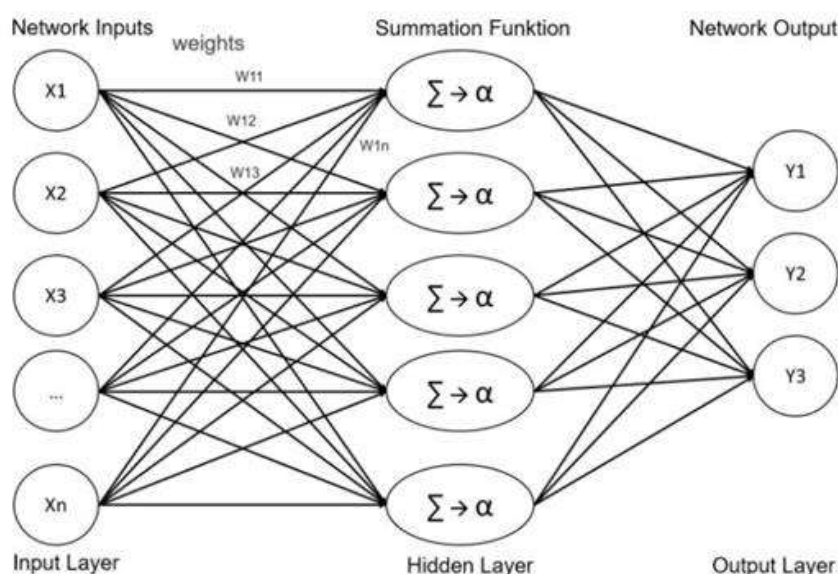 Network Inputs
weights
Summation Funktion
Network Output
X1
W11
∑ → α
W12
W1n
Y1
X2
W13
∑ → α
X3
∑ → α
Y2
...
∑ → α
Y3
Xn
∑ → α
Input Layer
Hidden Layer
Output Layer